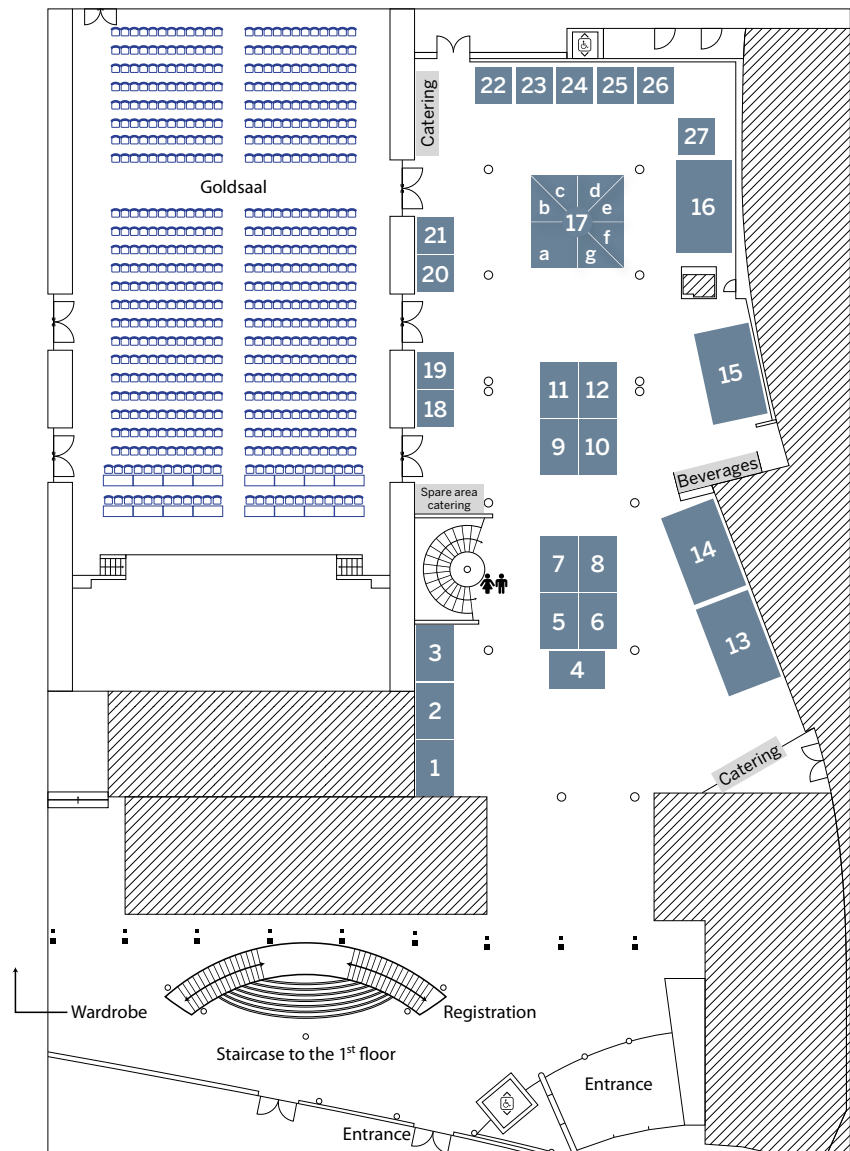 22 23 24 25 26
Catering
27
Goldsaal
c d
b e
17
16
f
a g
21
20
19
18
11 12
15
9 10
Beverages
Spare area
catering
14
7 8
5 6
13
3
4
2
1
Catering
Wardrobe
Registration
Staircase to the 1st floor
Entrance
Entrance